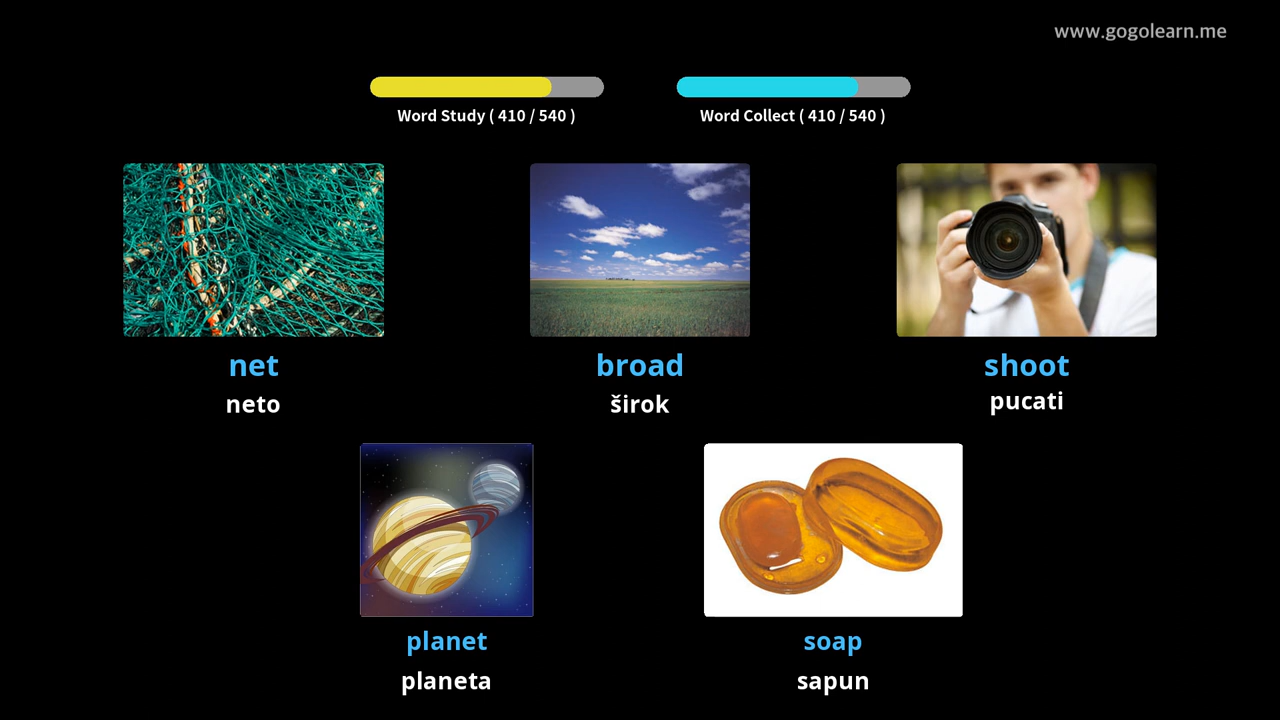 www.gogolearn.me
Word Study ( 410 / 540 )
Word Collect ( 410 / 540 )
net
neto
broad
širok
shoot
pucati
planet
planeta
soap
sapun